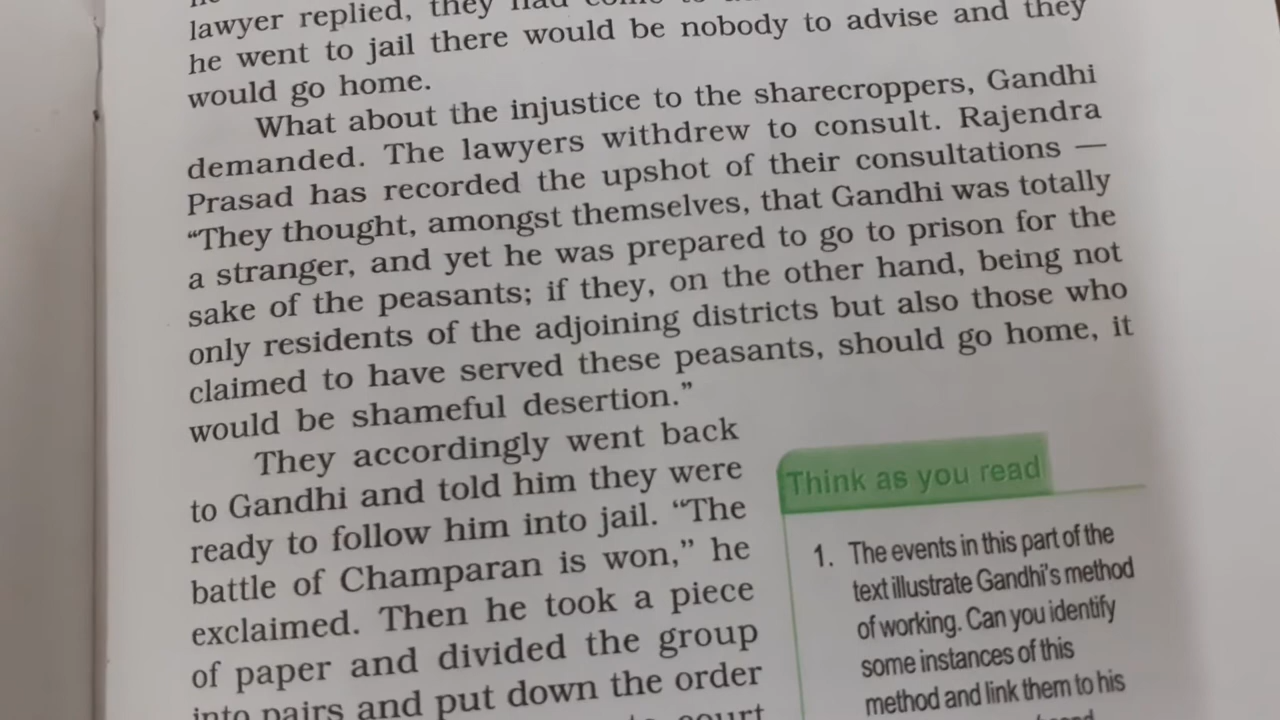 lawyer replied, they had come to
he went to jail there would be nobody to advise and they
would go home.
What about the injustice to the sharecroppers, Gandhi
demanded. The lawyers withdrew to consult. Rajendra
Prasad has recorded the upshot of their consultations —
“They thought, amongst themselves, that Gandhi was totally
a stranger, and yet he was prepared to go to prison for the
sake of the peasants; if they, on the other hand, being not
only residents of the adjoining districts but also those who
claimed to have served these peasants, should go home, it
would be shameful desertion.”
They accordingly went back
to Gandhi and told him they were
ready to follow him into jail. “The
battle of Champaran is won,” he
exclaimed. Then he took a piece
of paper and divided the group
into pairs and put down the order
court
Think as you read
1. The events in this part of the
text illustrate Gandhi's method
of working. Can you identify
some instances of this
method and link them to his